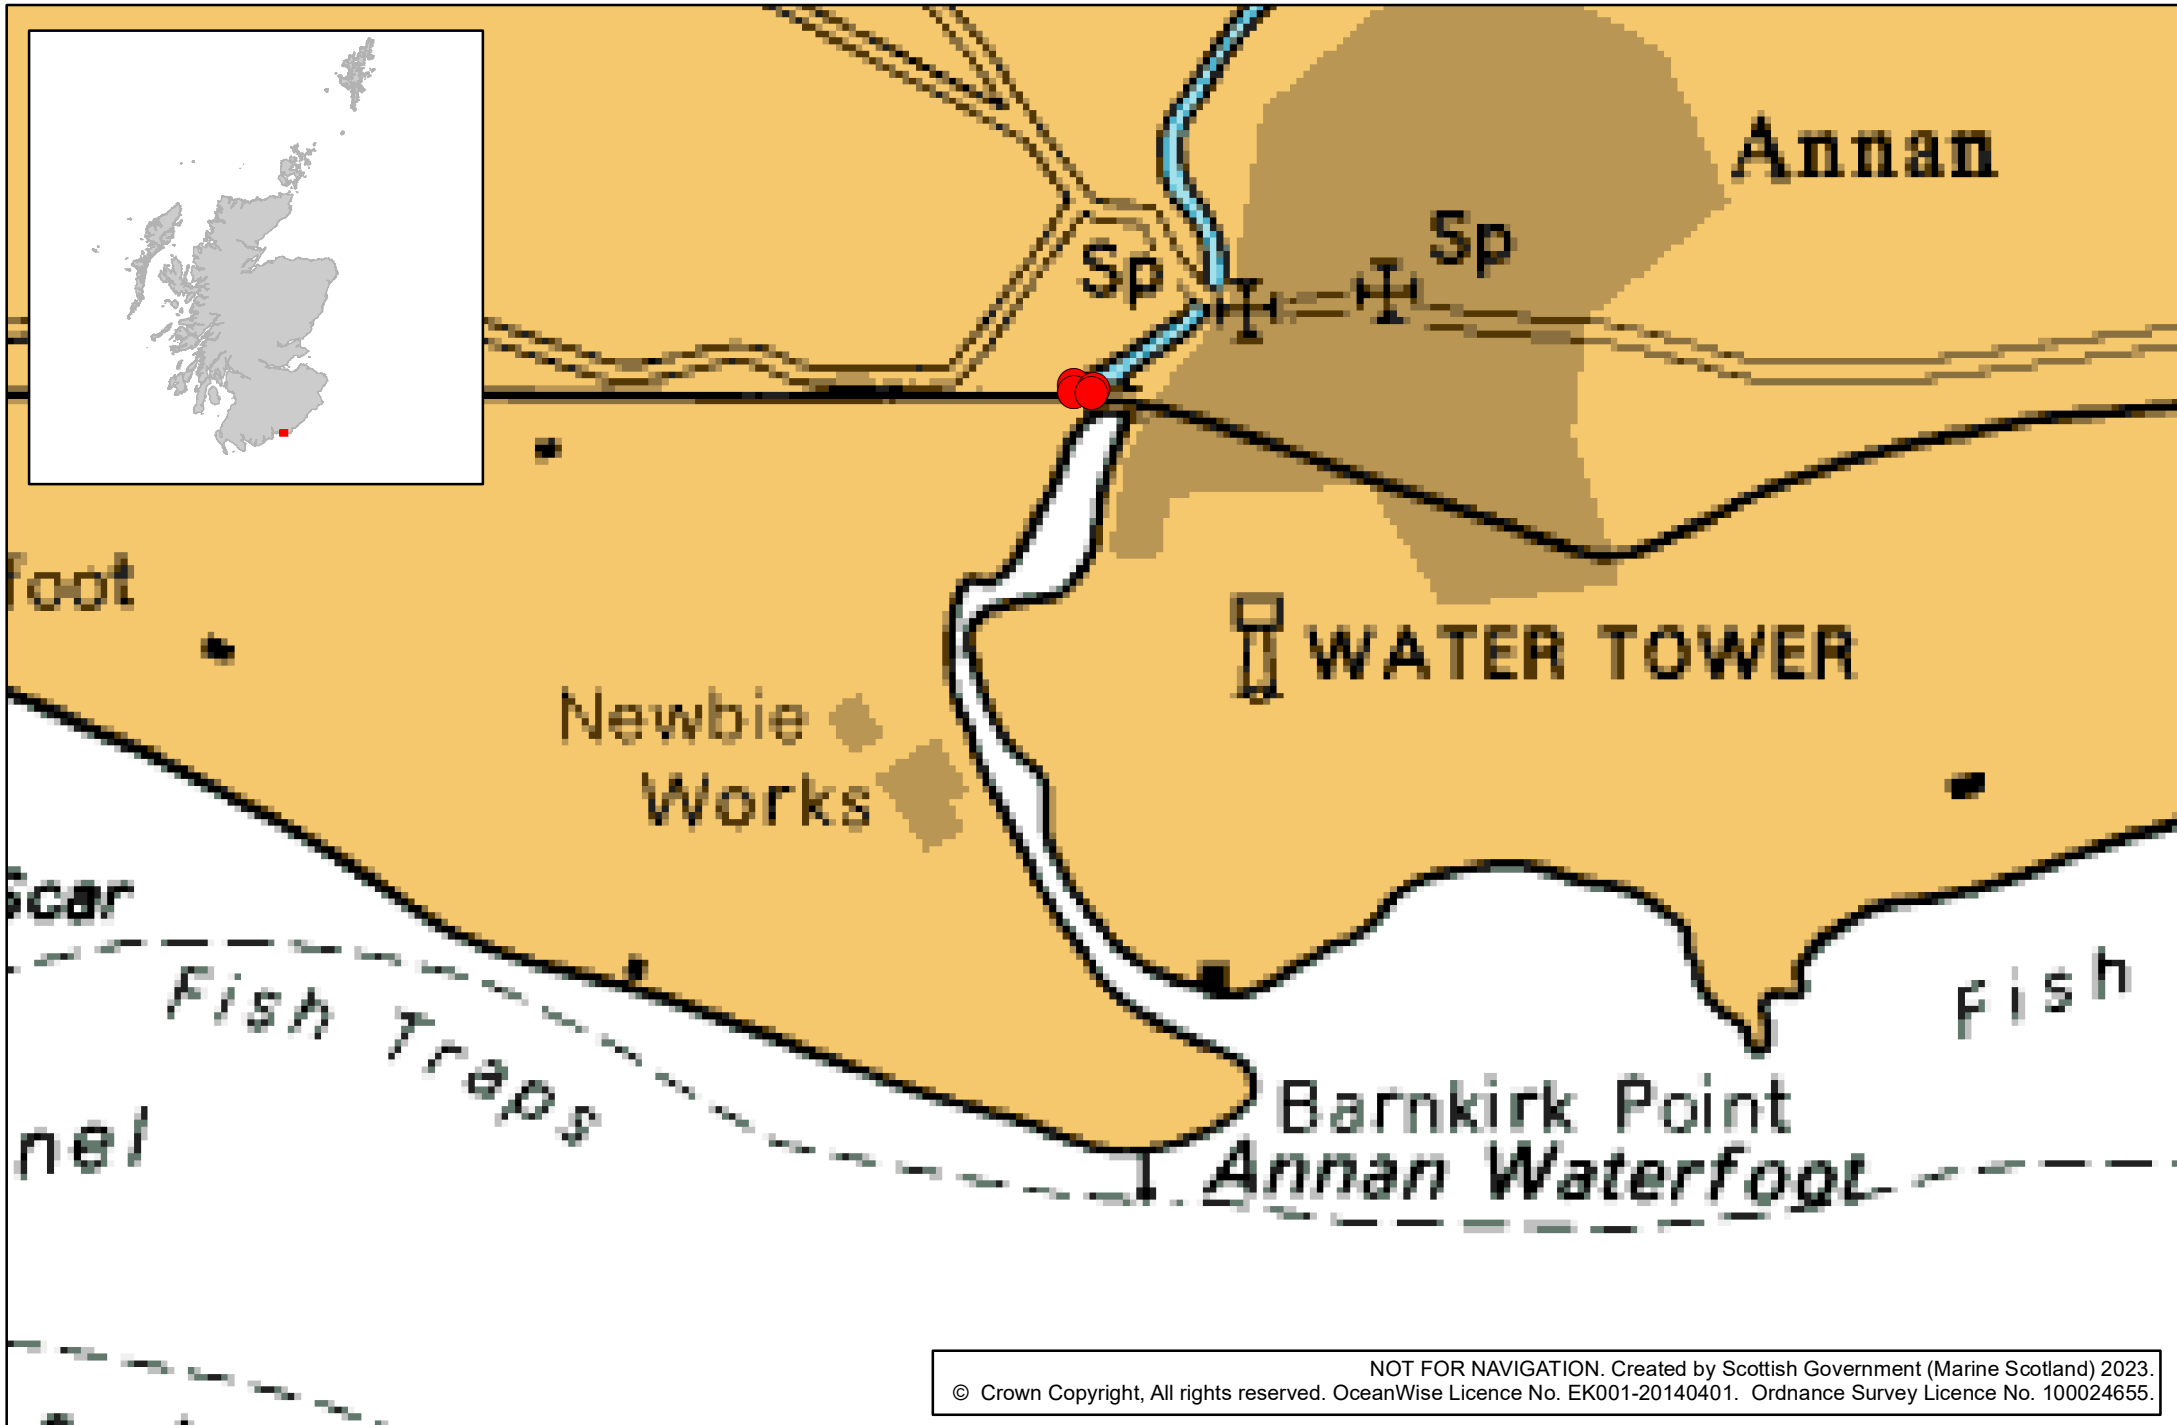 Annan
Sp
Sp
foot
WATER TOWER
Newbie
Works
Scar
Fish Traps
Fish
nel
Barnkirk Point
Annan Waterfoot
NOT FOR NAVIGATION. Created by Scottish Government (Marine Scotland) 2023.
© Crown Copyright, All rights reserved. OceanWise Licence No. EK001-20140401. Ordnance Survey Licence No. 100024655.